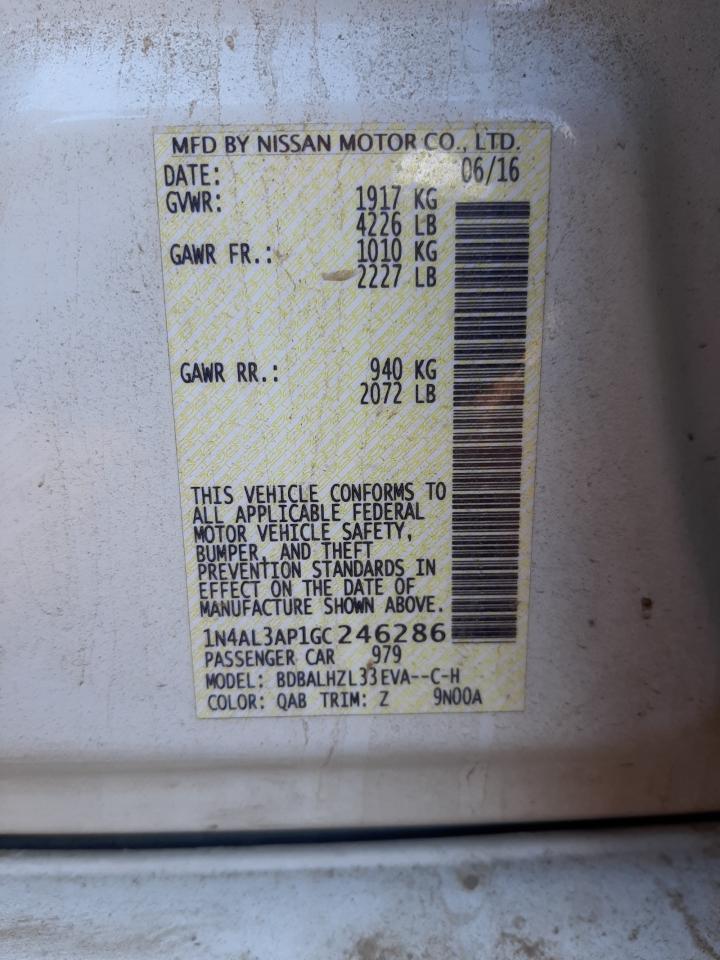 MFD BY NISSAN MOTOR CO., LTD.
DATE: 06/16
GVWR: 1917 KG
4226 LB
GAWR FR.: 1010 KG
2227 LB
GAWR RR.: 940 KG
2072 LB
THIS VEHICLE CONFORMS TO
ALL APPLICABLE FEDERAL
MOTOR VEHICLE SAFETY,
BUMPER, AND THEFT
PREVENTION STANDARDS IN
EFFECT ON THE DATE OF
MANUFACTURE SHOWN ABOVE.
1N4AL3AP1GC246286
PASSENGER CAR 979
MODEL: BDBALHZL33EVA--C-H
COLOR: QAB TRIM: Z 9N00A